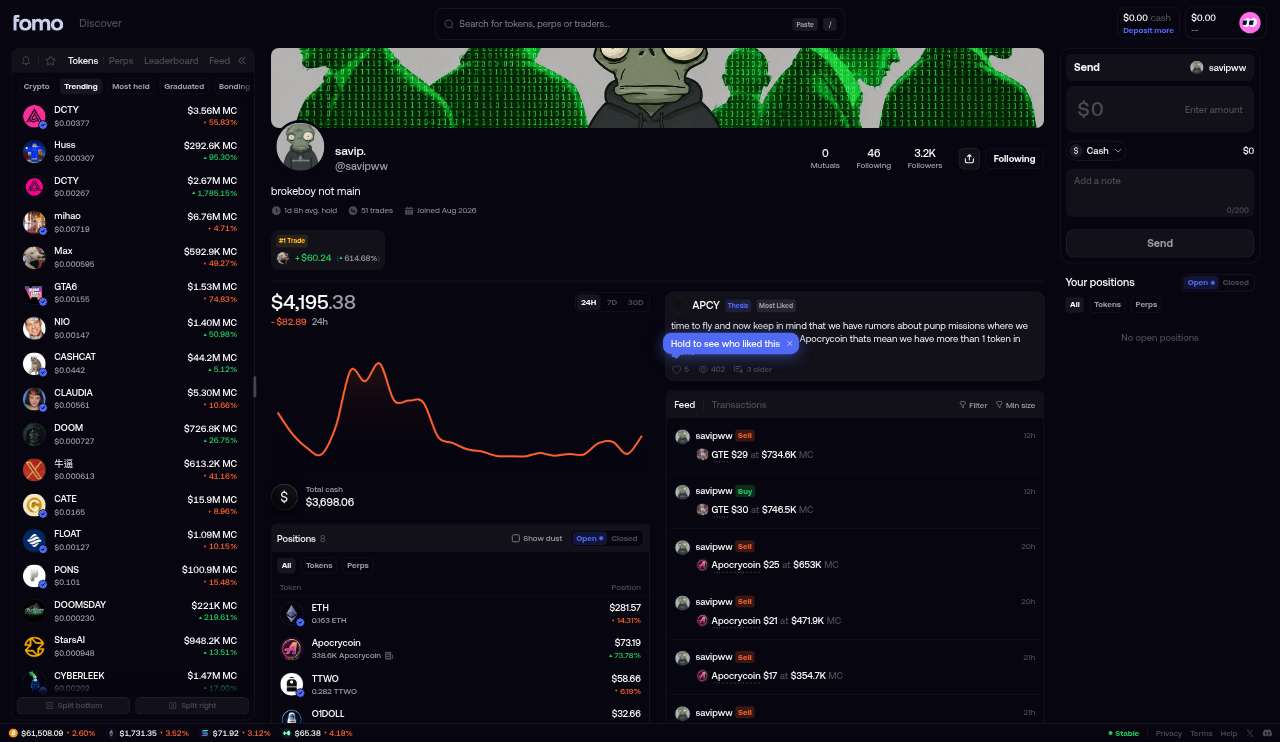 fomo Discover
Search for tokens, perps or traders...
Paste /
$0.00 cash
Deposit more
$0.00
--
Tokens Perps Leaderboard Feed
Crypto Trending Most held Graduated Bonding
DCTY $3.56M MC
$0.00377 55.83%
Huss $292.6K MC
$0.000307 95.30%
DCTY $2.67M MC
$0.00267 1,785.15%
mihao $6.76M MC
$0.00719 4.71%
Max $592.9K MC
$0.000595 49.27%
GTA6 $1.53M MC
$0.00155 74.83%
NIO $1.40M MC
$0.00147 50.98%
CASHCAT $44.2M MC
$0.0442 5.12%
CLAUDIA $5.30M MC
$0.00561 10.66%
DOOM $726.8K MC
$0.000727 26.75%
牛逼 $613.2K MC
$0.000613 41.16%
CATE $15.9M MC
$0.0165 8.96%
FLOAT $1.09M MC
$0.00127 10.15%
PONS $100.9M MC
$0.101 15.48%
DOOMSDAY $221K MC
$0.000230 219.61%
StarsAI $948.2K MC
$0.000948 13.51%
CYBERLEEK $1.47M MC
$0.00202 17.00%
Split bottom Split right
savip.
@savipww
0 Mutuals
46 Following
3.2K Followers
Following
brokeboy not main
1d 8h avg. hold 51 trades Joined Aug 2026
#1 Trade
+$60.24 614.68%
$4,195.38
-$82.89 24h
24H 7D 30D
Total cash
$3,698.06
Positions 8
Show dust Open Closed
All Tokens Perps
Token Position
ETH $281.57
0.163 ETH 14.31%
Apocrycoin $73.19
338.6K Apocrycoin 73.78%
TTWO $58.66
0.282 TTWO 6.19%
O1DOLL $32.66
APCY Thesis Most Liked
time to fly and now keep in mind that we have rumors about punp missions where we
Apocrycoin thats mean we have more than 1 token in
Hold to see who liked this ×
5 402 3 older
Feed Transactions
Filter Min size
savipww Sell 12h
GTE $29 at $734.6K MC
savipww Buy 12h
GTE $30 at $746.5K MC
savipww Sell 20h
Apocrycoin $25 at $653K MC
savipww Sell 20h
Apocrycoin $21 at $471.9K MC
savipww Sell 21h
Apocrycoin $17 at $354.7K MC
savipww Sell 21h
Send savipww
$0 Enter amount
$ Cash $0
Add a note
0/200
Send
Your positions Open Closed
All Tokens Perps
No open positions
$61,508.09 2.60% $1,731.35 3.52% $71.92 3.12% $65.38 4.18%
Stable Privacy Terms Help